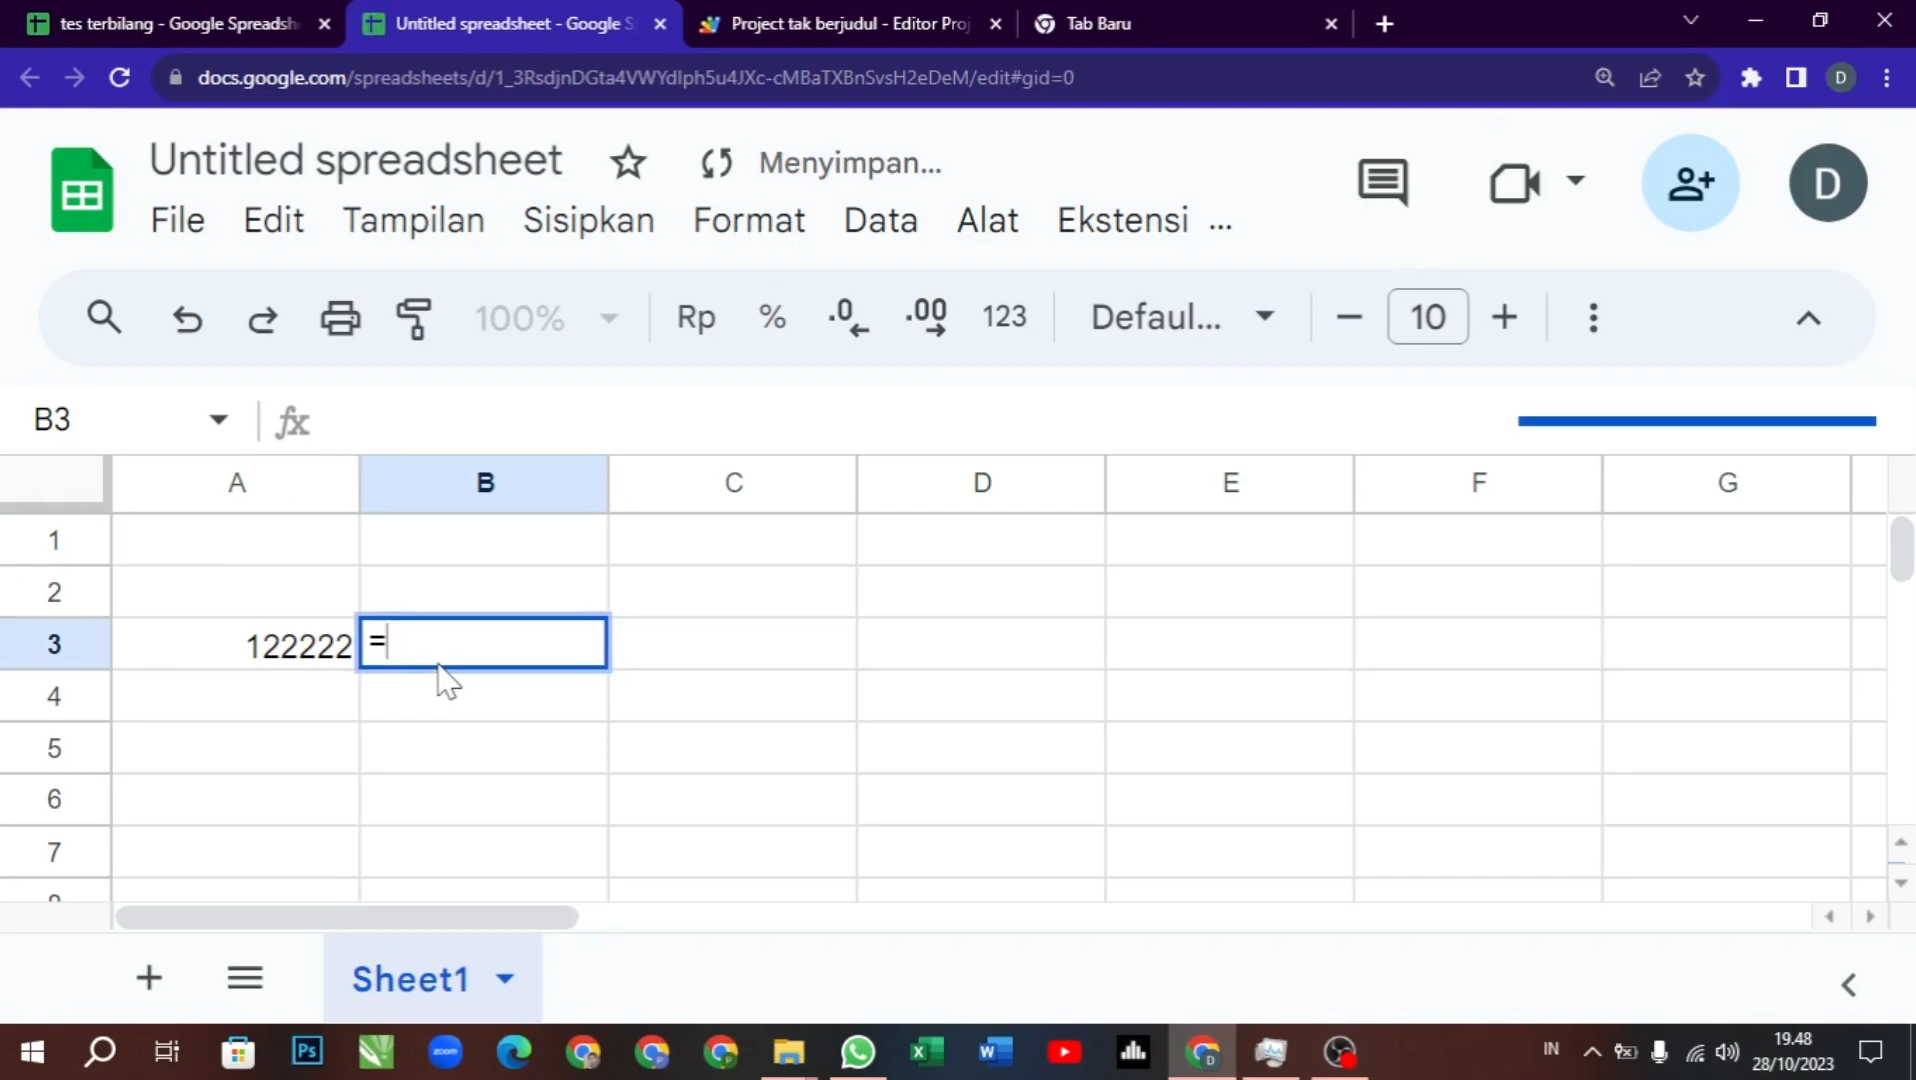 tes terbilang - Google Spreadsh
Untitled spreadsheet - Google S
Project tak berjudul - Editor Proj
Tab Baru
docs.google.com/spreadsheets/d/1_3RsdjnDGta4VWYdIph5u4JXc-cMBaTXBnSvsH2eDeM/edit#gid=0
D
Untitled spreadsheet
Menyimpan...
D
File Edit Tampilan Sisipkan Format Data Alat Ekstensi ...
100% Rp % .0 .00 123 Defaul... 10
B3 fx
A B C D E F G
1
2
3 122222 =
4
5
6
7
Sheet1
Ps zoom IN 19.48
28/10/2023